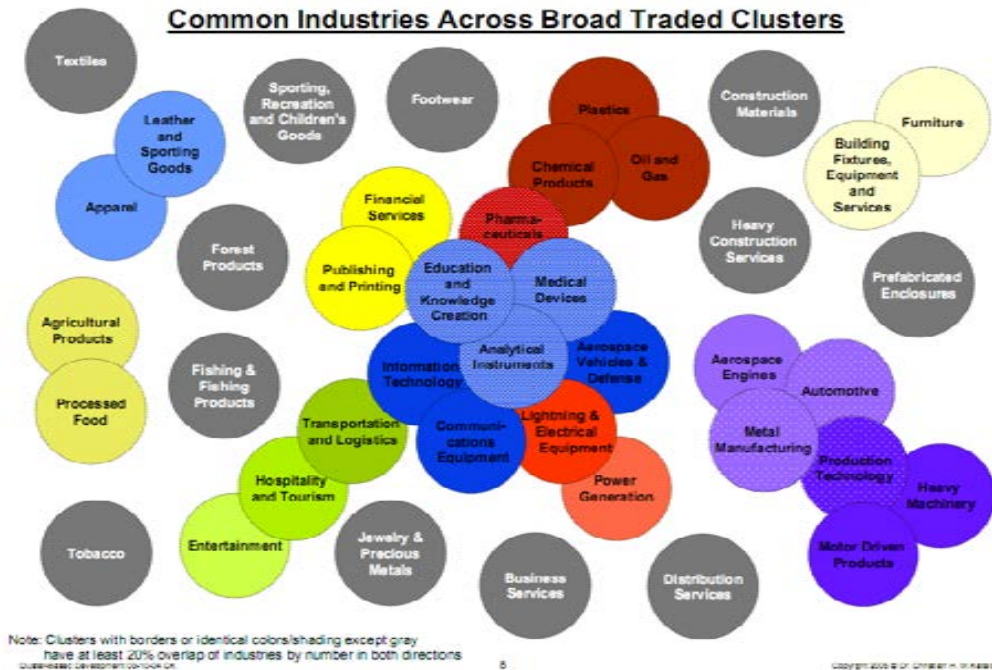 Common Industries Across Broad Traded Clusters
Textiles
Sporting,
Recreation
and Children's
Goods
Footwear
Plastics
Construction
Materials
Furniture
Leather
and
Sporting
Goods
Chemical
Products
Oil and
Gas
Building
Fixtures,
Equipment
and
Services
Apparel
Financial
Services
Pharma-
ceuticals
Heavy
Construction
Services
Forest
Products
Publishing
and Printing
Education
and
Knowledge
Creation
Medical
Devices
Prefabricated
Enclosures
Agricultural
Products
Fishing &
Fishing
Products
Information
Technology
Analytical
Instruments
Aerospace
Vehicles &
Defense
Aerospace
Engines
Automotive
Processed
Food
Transportation
and Logistics
Communi-
cations
Equipment
Lightning &
Electrical
Equipment
Metal
Manufacturing
Production
Technology
Hospitality
and Tourism
Power
Generation
Heavy
Machinery
Tobacco
Entertainment
Jewelry &
Precious
Metals
Business
Services
Distribution
Services
Motor Driven
Products
Note: Clusters with borders or identical colors/shading except gray
have at least 20% overlap of industries by number in both directions
8